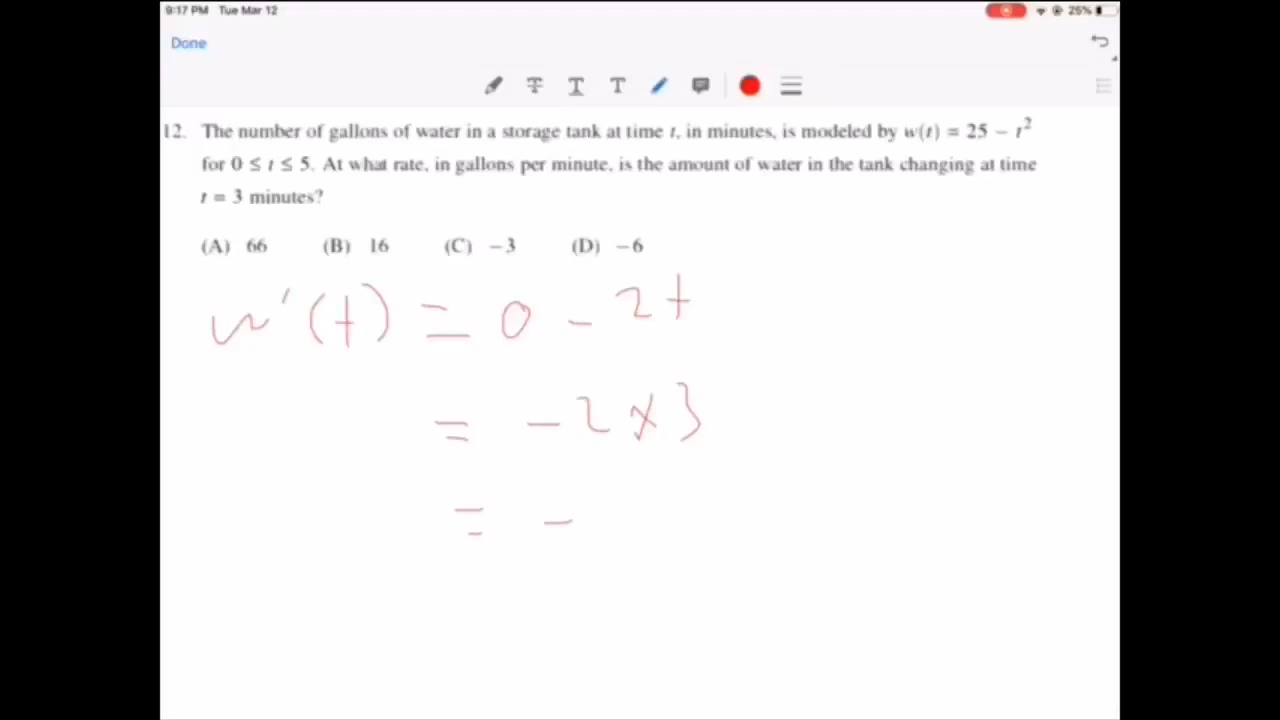 9:17 PM Tue Mar 12 25%
Done
12. The number of gallons of water in a storage tank at time t, in minutes, is modeled by w(t) = 25 − t²
for 0 ≤ t ≤ 5. At what rate, in gallons per minute, is the amount of water in the tank changing at time
t = 3 minutes?
(A) 66 (B) 16 (C) −3 (D) −6
w'(t) = 0 − 2t
= − 2 × 3
= −